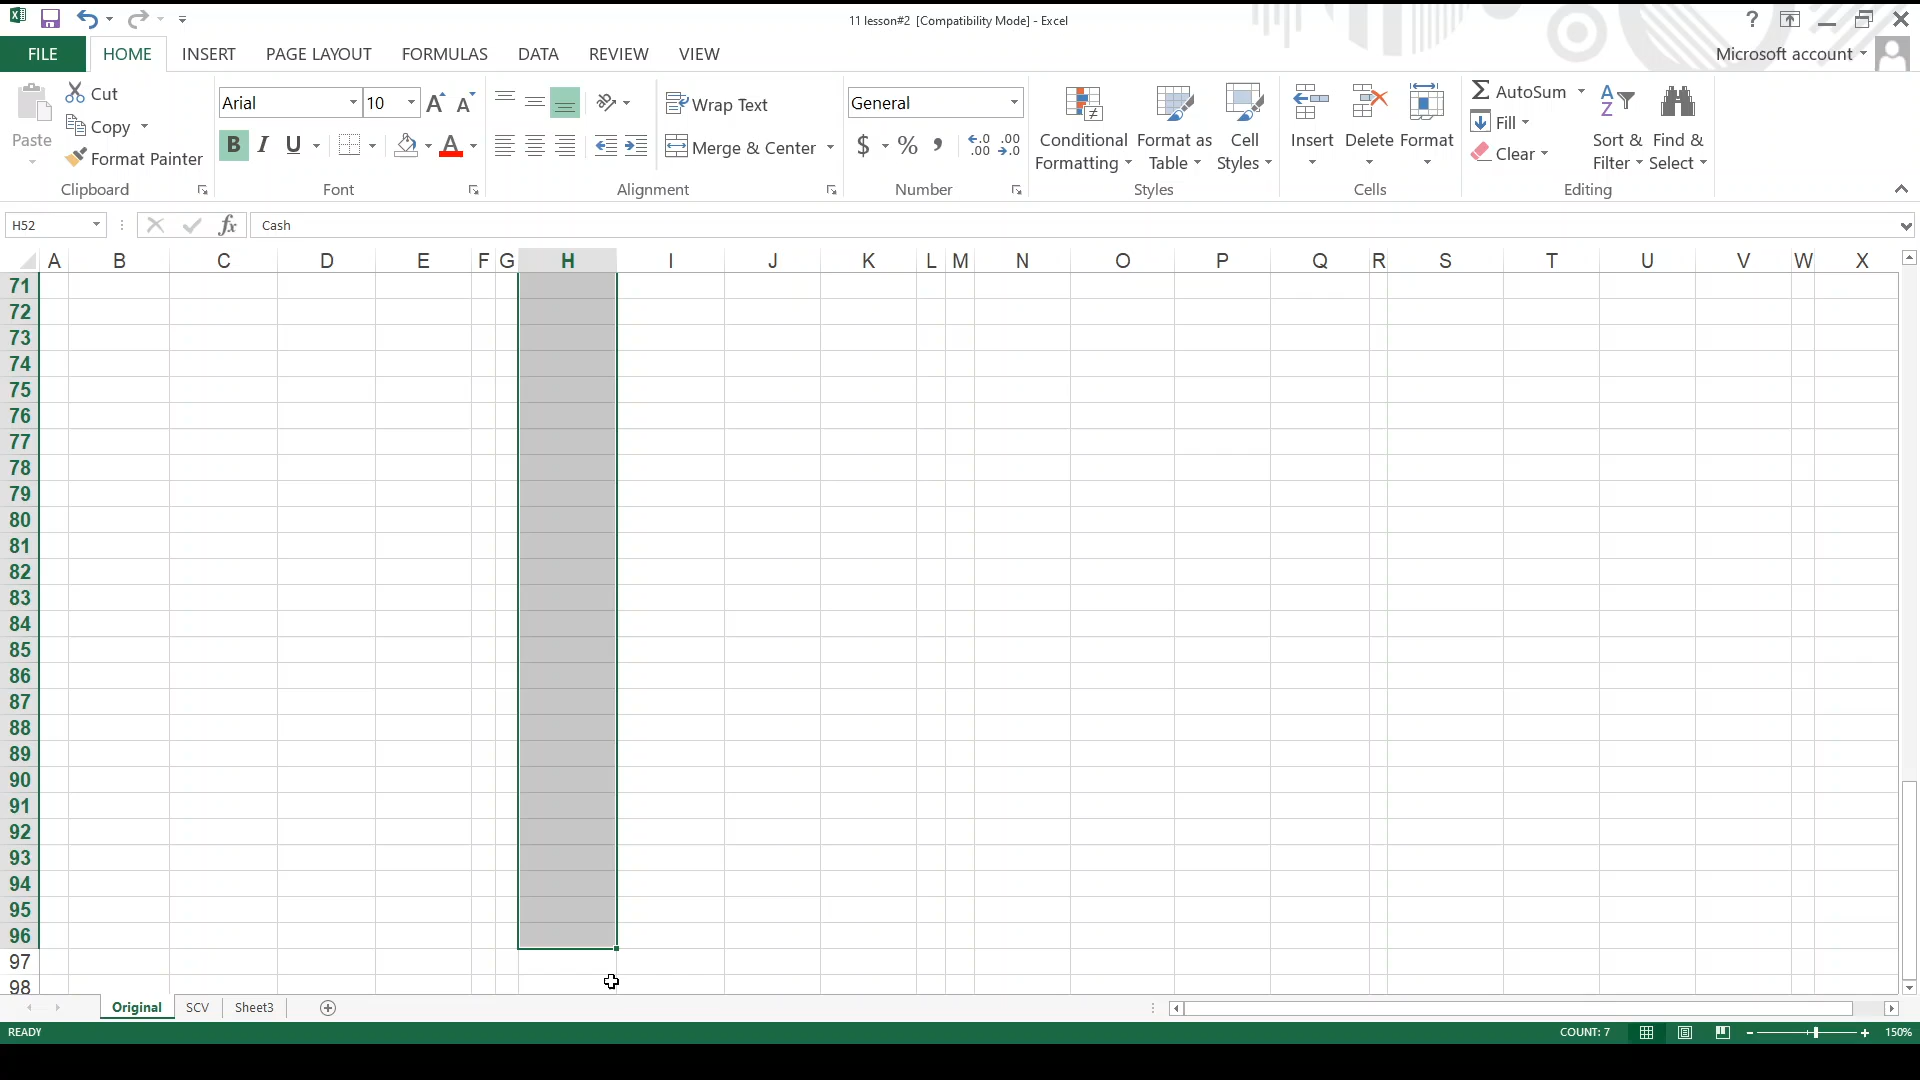 11 lesson#2 [Compatibility Mode] - Excel
?
FILE HOME INSERT PAGE LAYOUT FORMULAS DATA REVIEW VIEW Microsoft account
Paste
Cut
Copy
Format Painter
Clipboard
Arial 10 A A
B I U A
Font
Wrap Text
Merge & Center
Alignment
General
$ % , .0 .00 .00 .0
Number
Conditional Formatting
Format as Table
Cell Styles
Styles
Insert
Delete
Format
Cells
AutoSum
Fill
Clear
Sort & Filter
Find & Select
Editing
H52 fx Cash
A B C D E F G H I J K L M N O P Q R S T U V W X
71
72
73
74
75
76
77
78
79
80
81
82
83
84
85
86
87
88
89
90
91
92
93
94
95
96
97
98
Original SCV Sheet3
READY COUNT: 7 150%